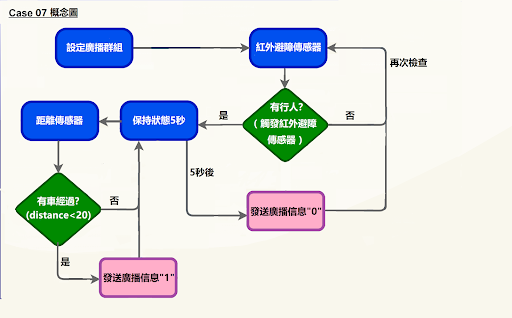 Case 07 概念圖
設定廣播群組
紅外避障傳感器
再次檢查
有行人?
( 觸發紅外避障
傳感器 )
是
否
距離傳感器
保持狀態5秒
5秒後
有車經過?
(distance<20)
否
是
發送廣播信息"0"
發送廣播信息"1"